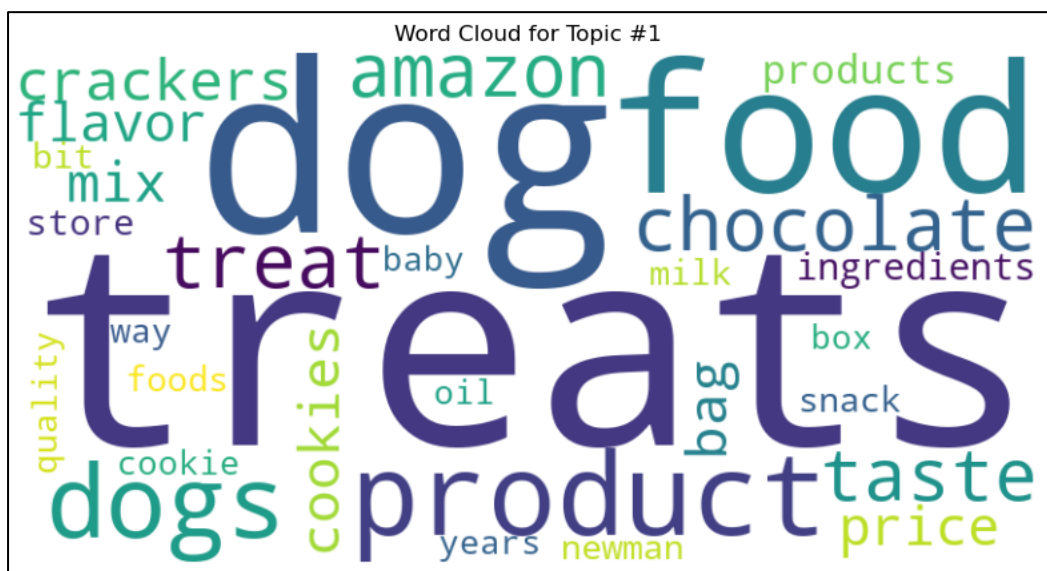 Word Cloud for Topic #1
crackers
amazon
products
dog
food
flavor
bit
mix
store
chocolate
treat
baby
milk
ingredients
treats
way
foods
quality
cookies
oil
box
bag
snack
cookie
dogs
product
taste
price
years
newman